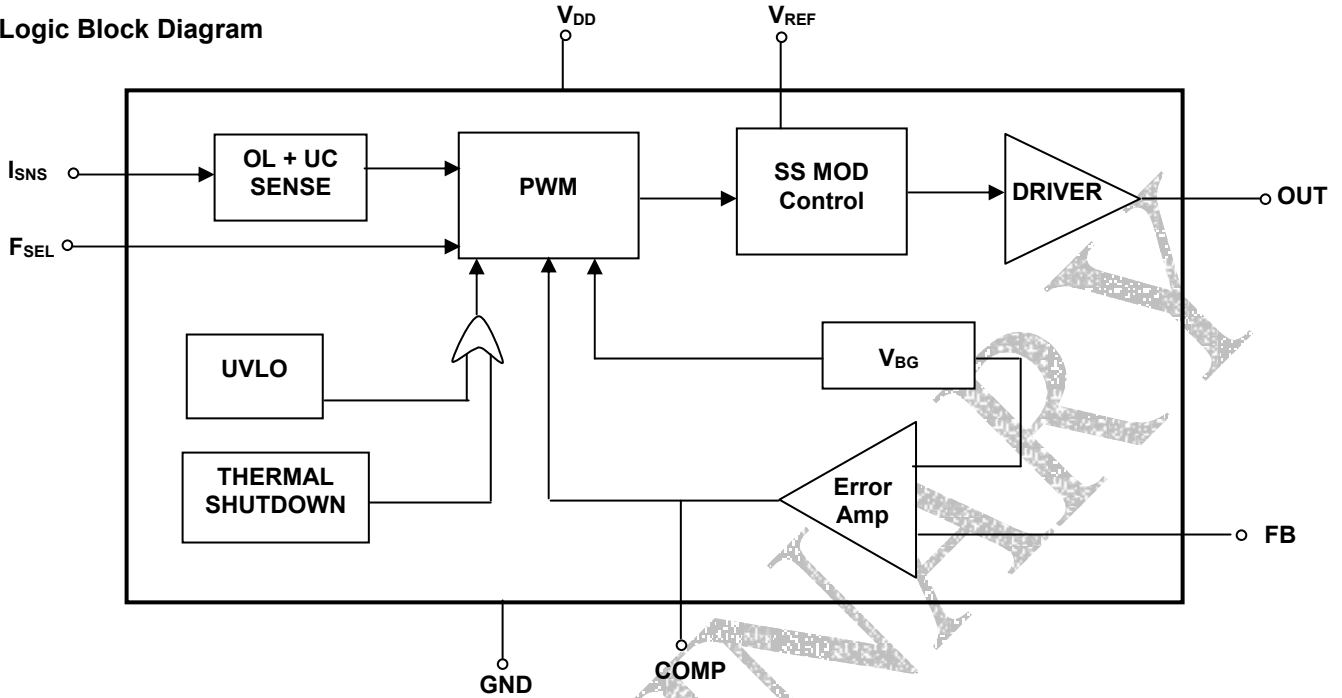 Logic Block Diagram
VDD
VREF
ISNS
OL + UC
SENSE
PWM
SS MOD
Control
DRIVER
OUT
FSEL
UVLO
VBG
THERMAL
SHUTDOWN
Error
Amp
FB
GND
COMP